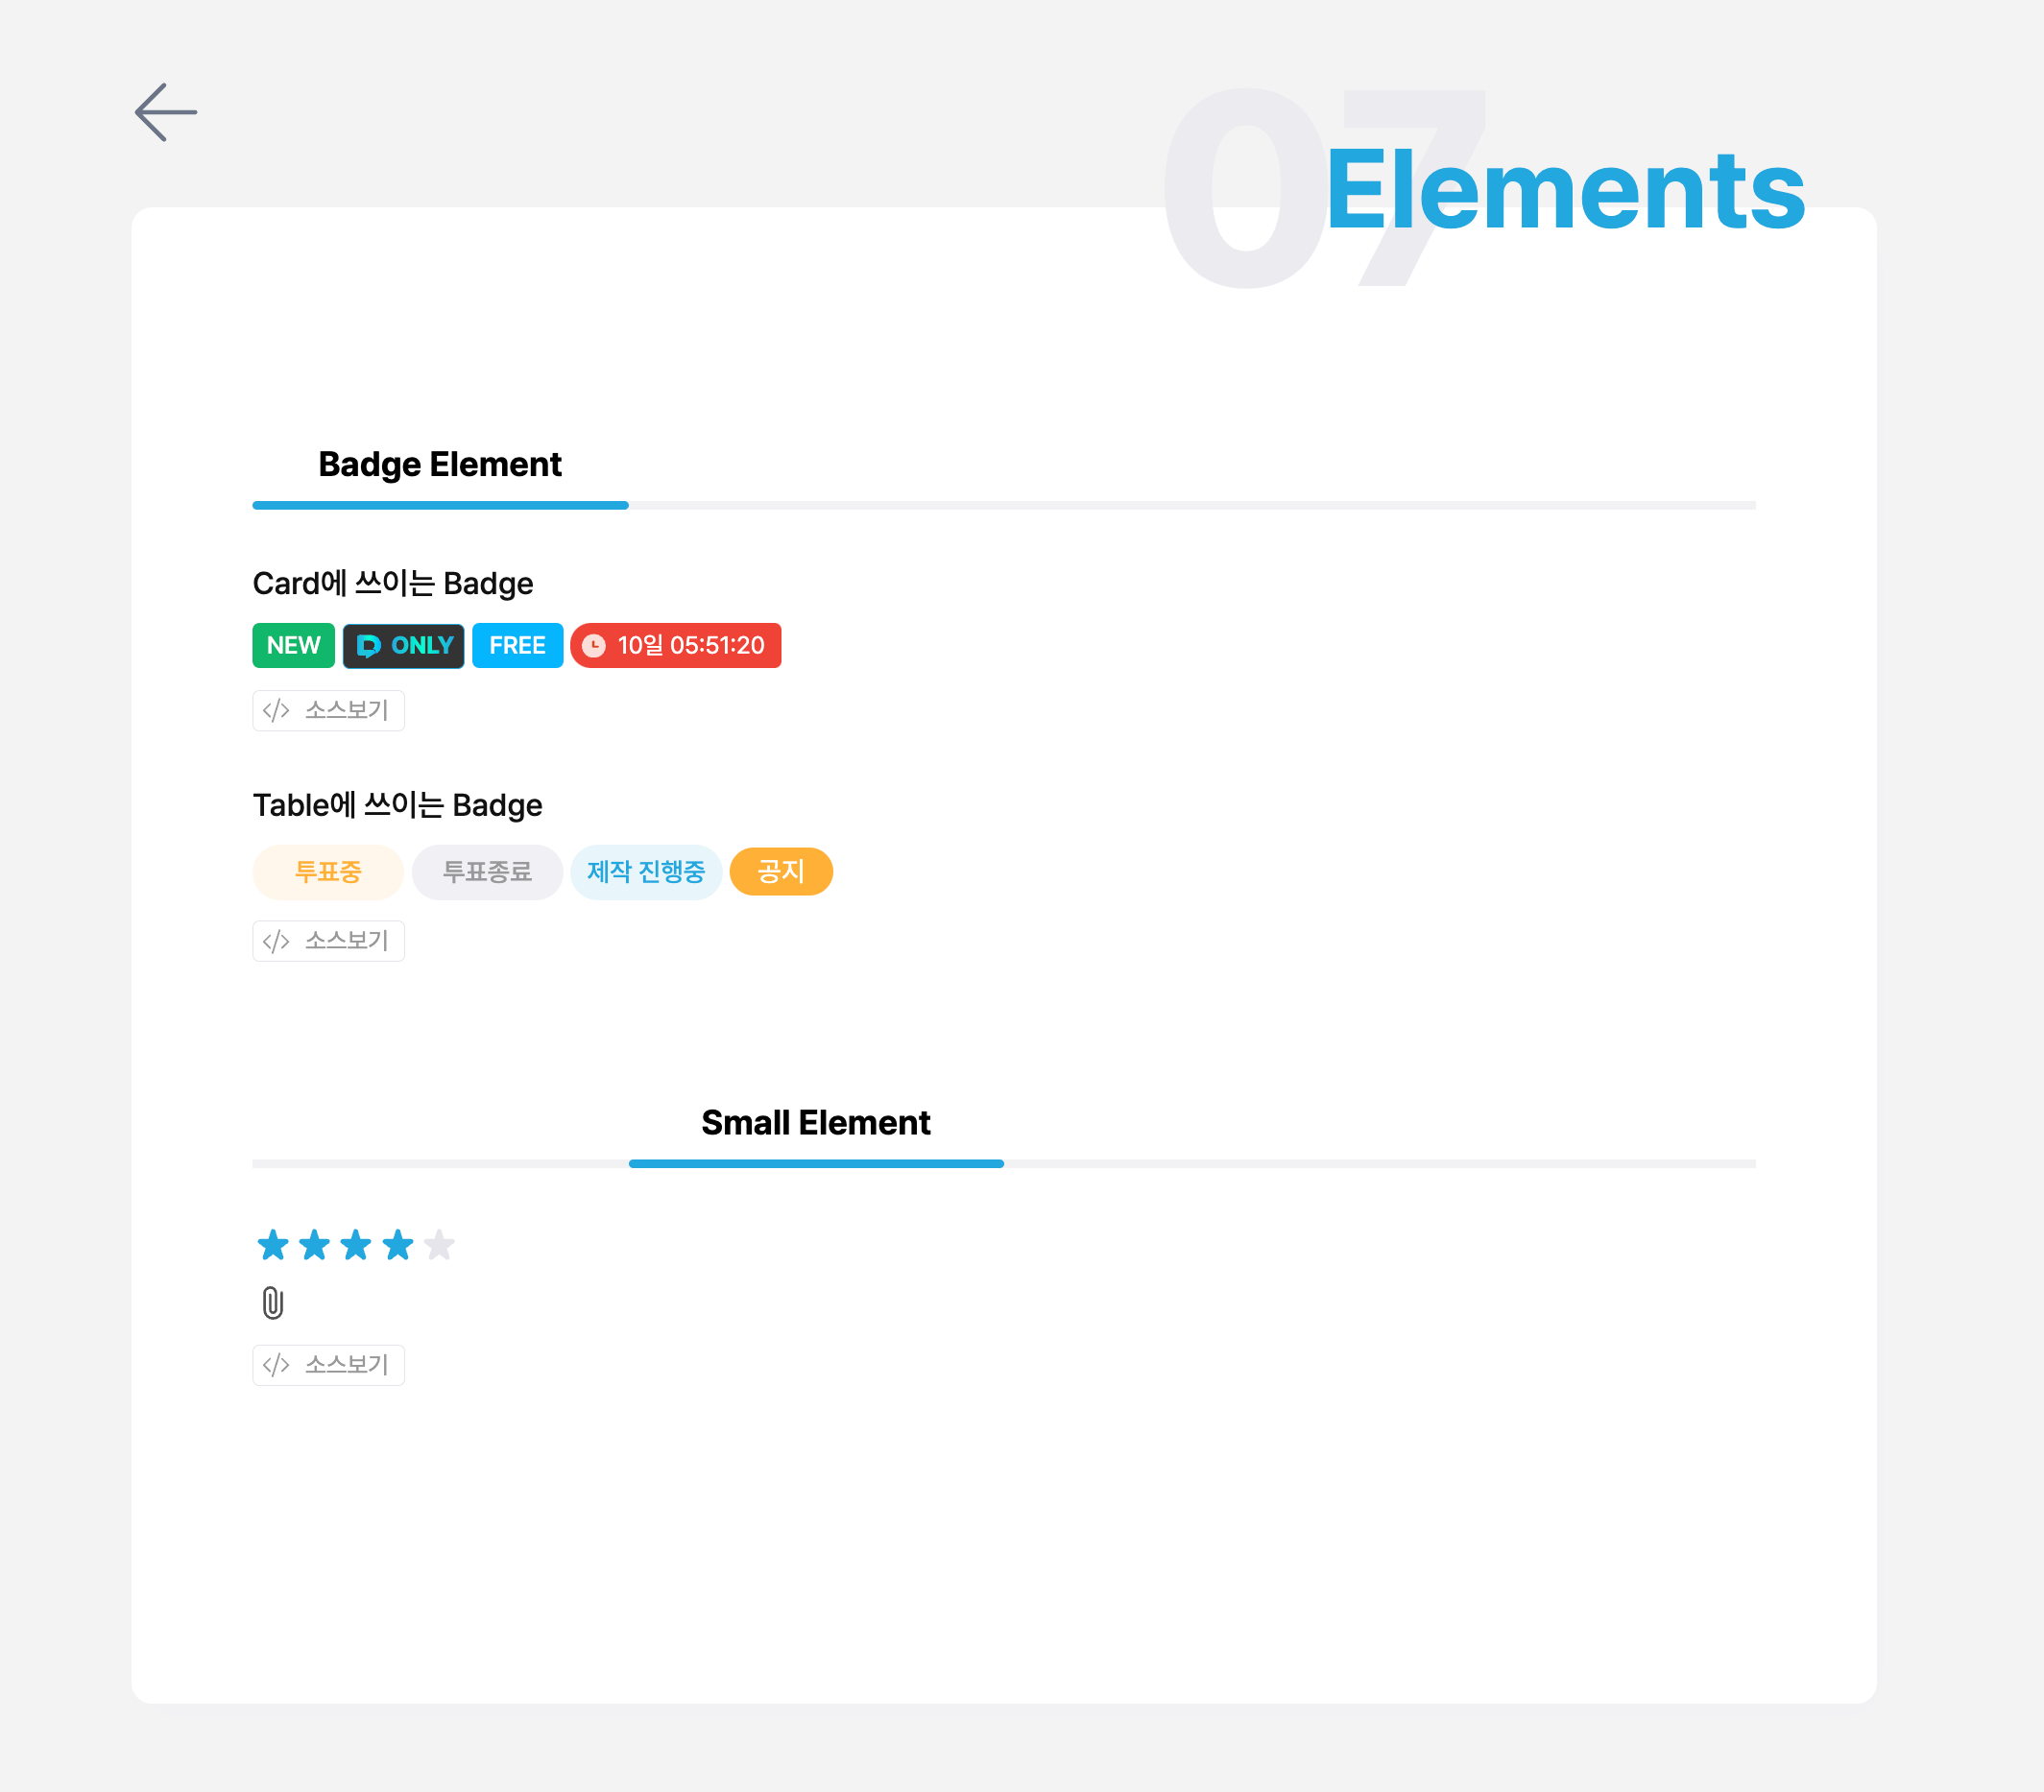 07
Elements
Badge Element
Card에 쓰이는 Badge
NEW ONLY FREE 10일 05:51:20
</> 소스보기
Table에 쓰이는 Badge
투표중 투표종료 제작 진행중 공지
</> 소스보기
Small Element
</> 소스보기